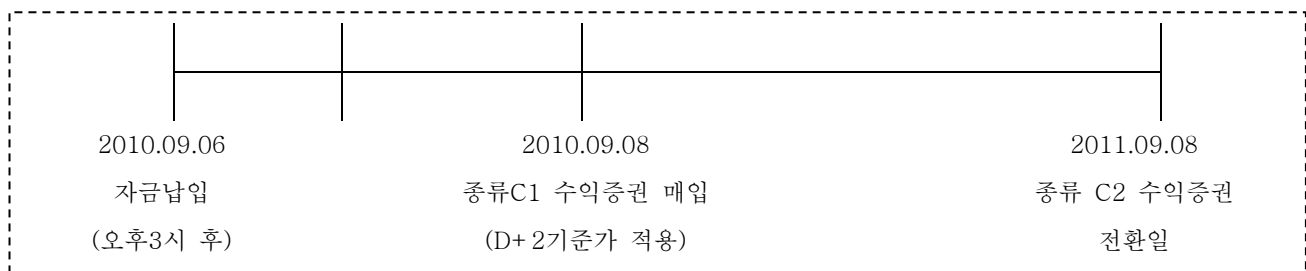 2010.09.06 2010.09.08 2011.09.08
자금납입 종류C1 수익증권 매입 종류 C2 수익증권
(오후3시 후) (D+2기준가 적용) 전환일